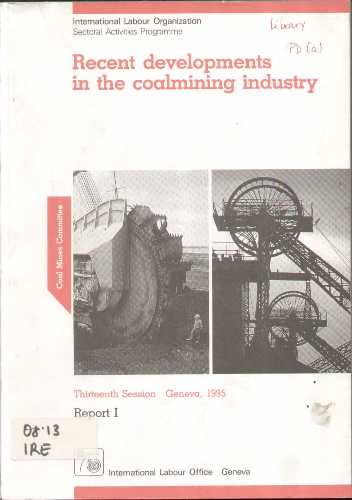 International Labour Organization
Sectoral Activities Programme
Library
PD (a)
Recent developments
in the coalmining industry
Coal Mines Committee
Thirteenth Session Geneva, 1995
Report I
08.13
IRE
International Labour Office Geneva